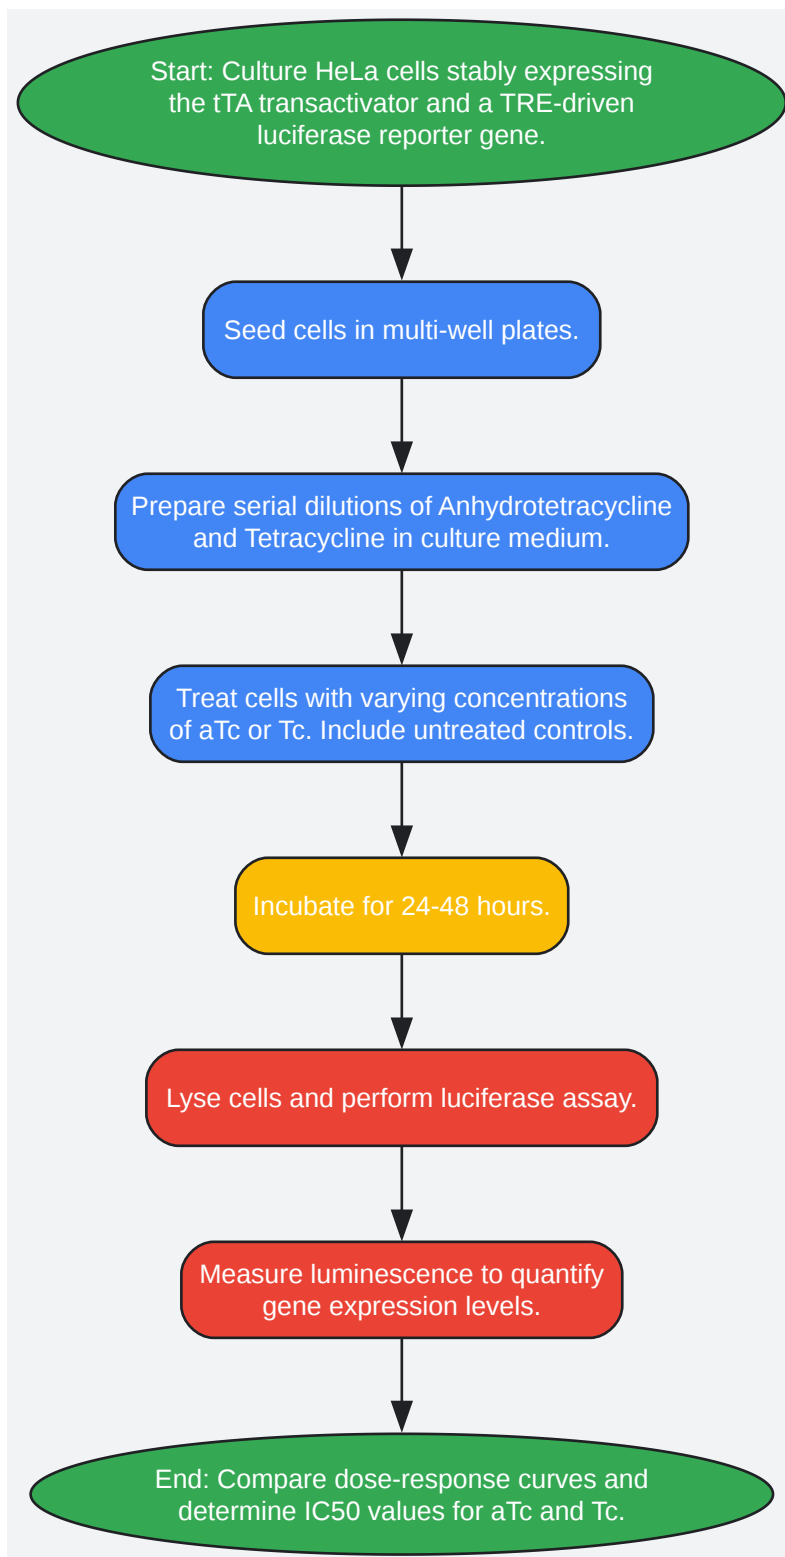 Start: Culture HeLa cells stably expressing
the tTA transactivator and a TRE-driven
luciferase reporter gene.
Seed cells in multi-well plates.
Prepare serial dilutions of Anhydrotetracycline
and Tetracycline in culture medium.
Treat cells with varying concentrations
of aTc or Tc. Include untreated controls.
Incubate for 24-48 hours.
Lyse cells and perform luciferase assay.
Measure luminescence to quantify
gene expression levels.
End: Compare dose-response curves and
determine IC50 values for aTc and Tc.